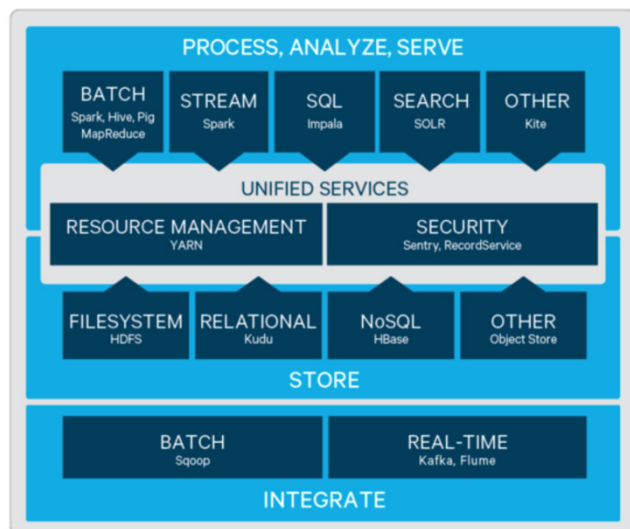 PROCESS, ANALYZE, SERVE
BATCH
Spark, Hive, Pig
MapReduce
STREAM
Spark
SQL
Impala
SEARCH
SOLR
OTHER
Kite
UNIFIED SERVICES
RESOURCE MANAGEMENT
YARN
SECURITY
Sentry, RecordService
FILESYSTEM
HDFS
RELATIONAL
Kudu
NoSQL
HBase
OTHER
Object Store
STORE
BATCH
Sqoop
REAL-TIME
Kafka, Flume
INTEGRATE